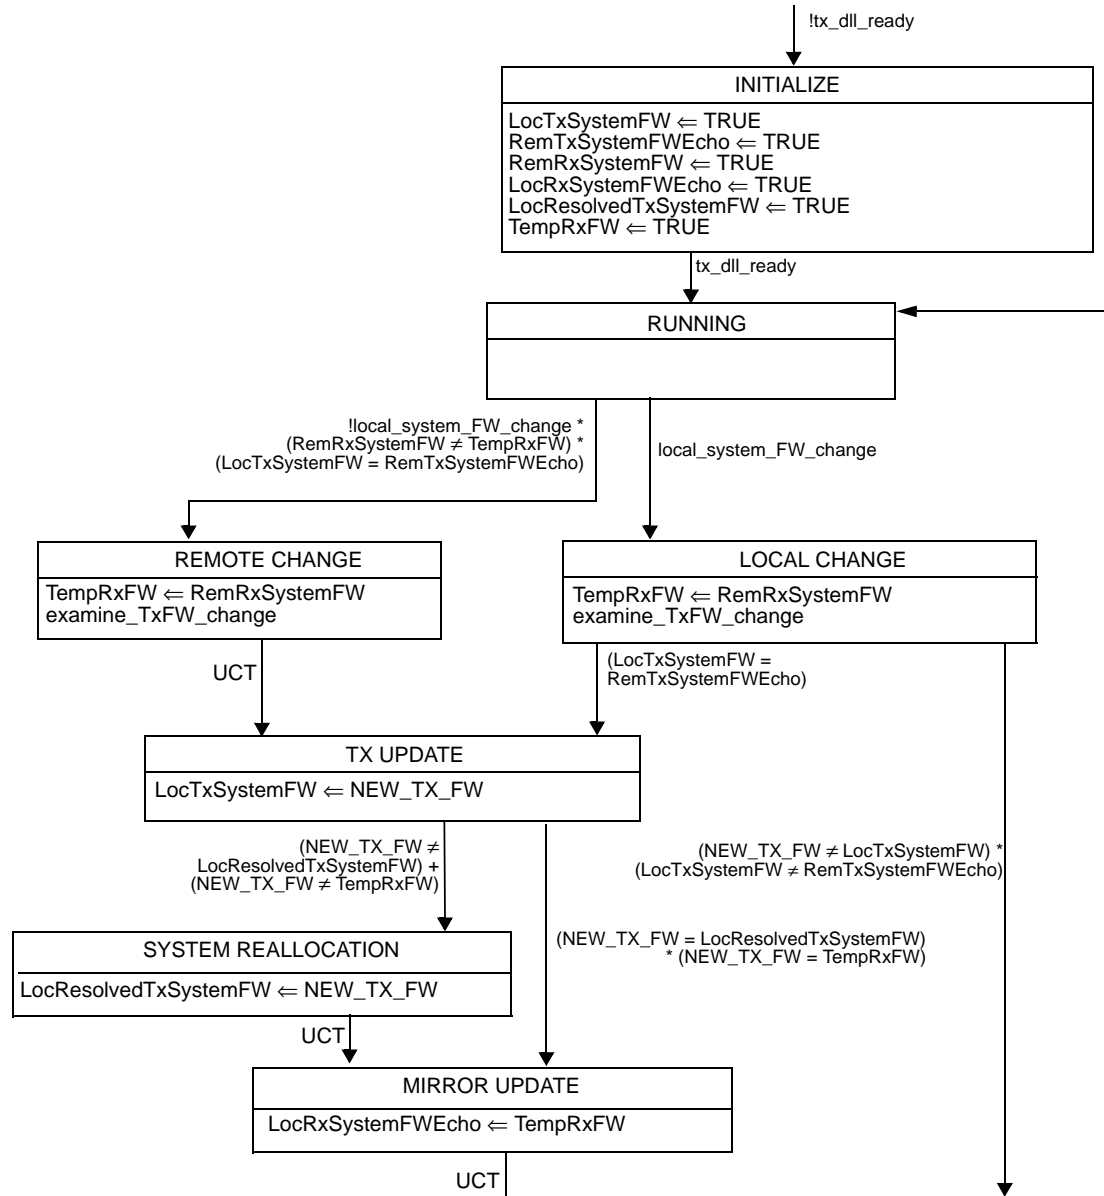 !tx_dll_ready
INITIALIZE
LocTxSystemFW ⇐ TRUE
RemTxSystemFWEcho ⇐ TRUE
RemRxSystemFW ⇐ TRUE
LocRxSystemFWEcho ⇐ TRUE
LocResolvedTxSystemFW ⇐ TRUE
TempRxFW ⇐ TRUE
tx_dll_ready
RUNNING
!local_system_FW_change *
(RemRxSystemFW ≠ TempRxFW) *
(LocTxSystemFW = RemTxSystemFWEcho)
local_system_FW_change
REMOTE CHANGE
TempRxFW ⇐ RemRxSystemFW
examine_TxFW_change
LOCAL CHANGE
TempRxFW ⇐ RemRxSystemFW
examine_TxFW_change
UCT
(LocTxSystemFW =
RemTxSystemFWEcho)
TX UPDATE
LocTxSystemFW ⇐ NEW_TX_FW
(NEW_TX_FW ≠
LocResolvedTxSystemFW) +
(NEW_TX_FW ≠ TempRxFW)
(NEW_TX_FW ≠ LocTxSystemFW) *
(LocTxSystemFW ≠ RemTxSystemFWEcho)
SYSTEM REALLOCATION
LocResolvedTxSystemFW ⇐ NEW_TX_FW
(NEW_TX_FW = LocResolvedTxSystemFW)
* (NEW_TX_FW = TempRxFW)
UCT
MIRROR UPDATE
LocRxSystemFWEcho ⇐ TempRxFW
UCT